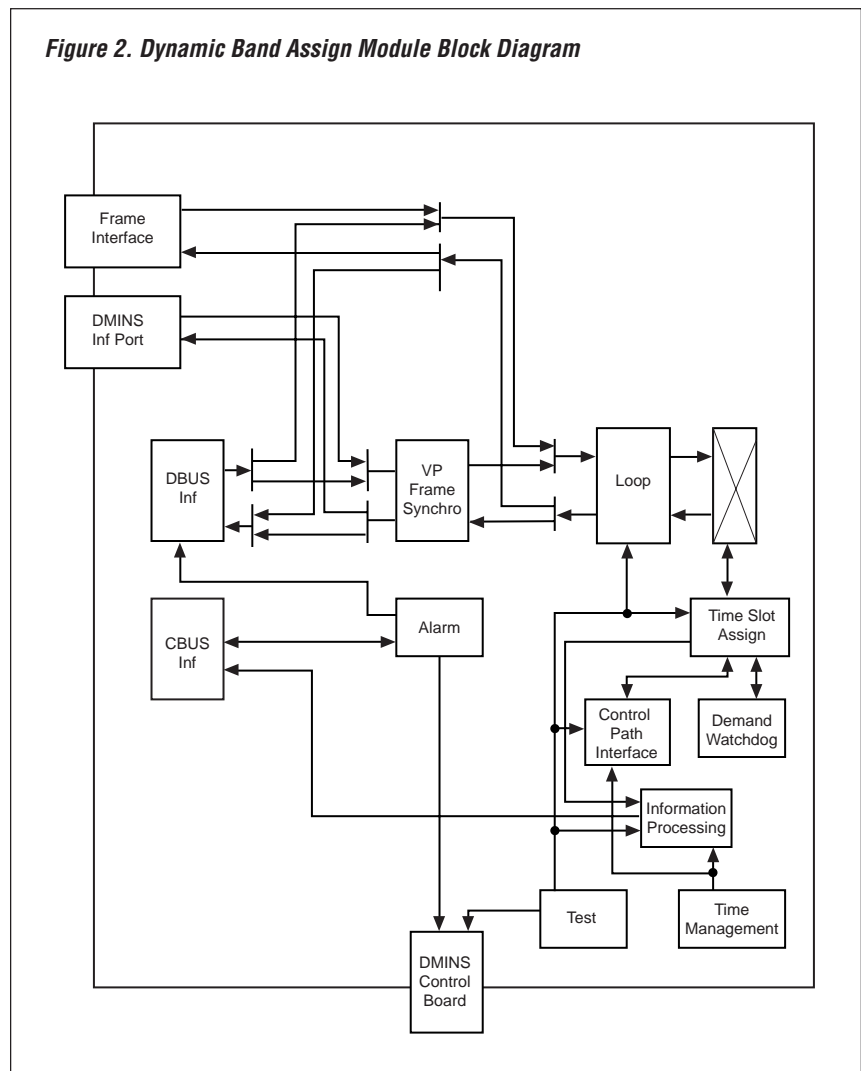 Figure 2. Dynamic Band Assign Module Block Diagram
Frame
Interface
DMINS
Inf Port
DBUS
Inf
VP
Frame
Synchro
Loop
CBUS
Inf
Alarm
Time Slot
Assign
Control
Path
Interface
Demand
Watchdog
Information
Processing
Test
Time
Management
DMINS
Control
Board